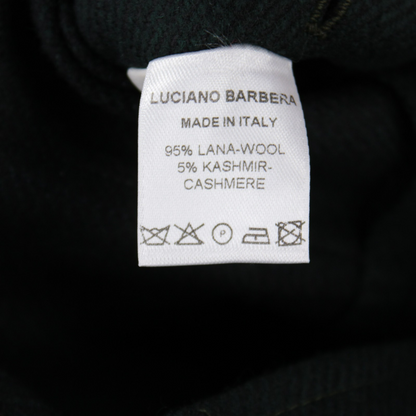 LUCIANO BARBERA
MADE IN ITALY
95% LANA-WOOL
5% KASHMIR-
CASHMERE
P